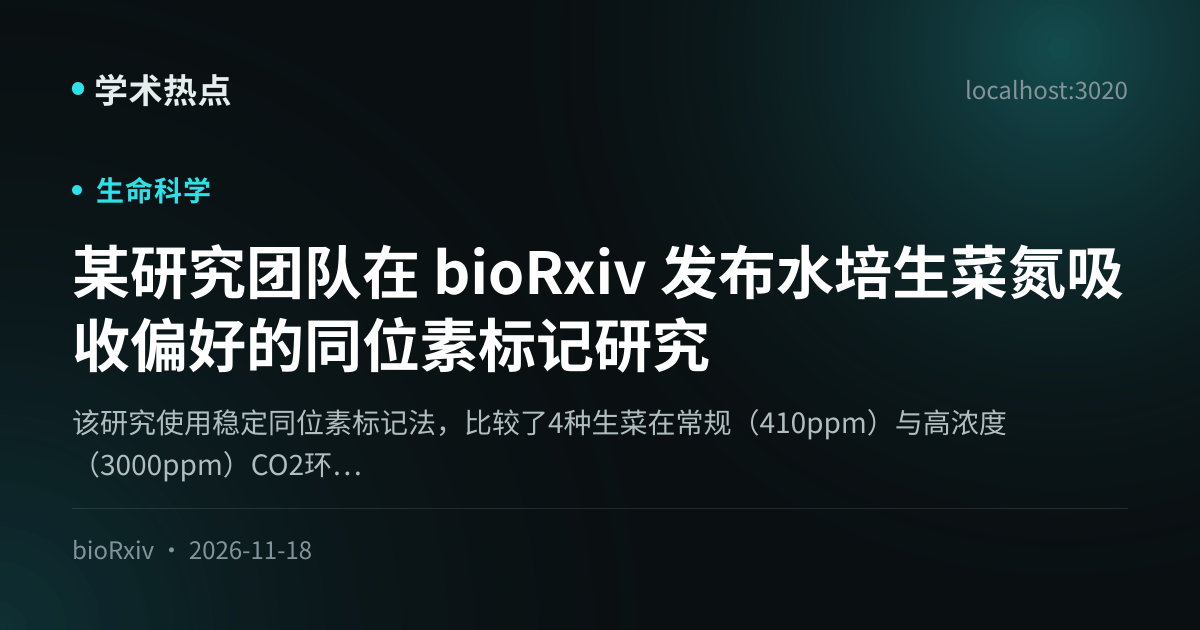 学术热点
localhost:3020
生命科学
某研究团队在 bioRxiv 发布水培生菜氮吸
收偏好的同位素标记研究
该研究使用稳定同位素标记法，比较了4种生菜在常规（410ppm）与高浓度
（3000ppm）CO2环…
bioRxiv • 2026-11-18